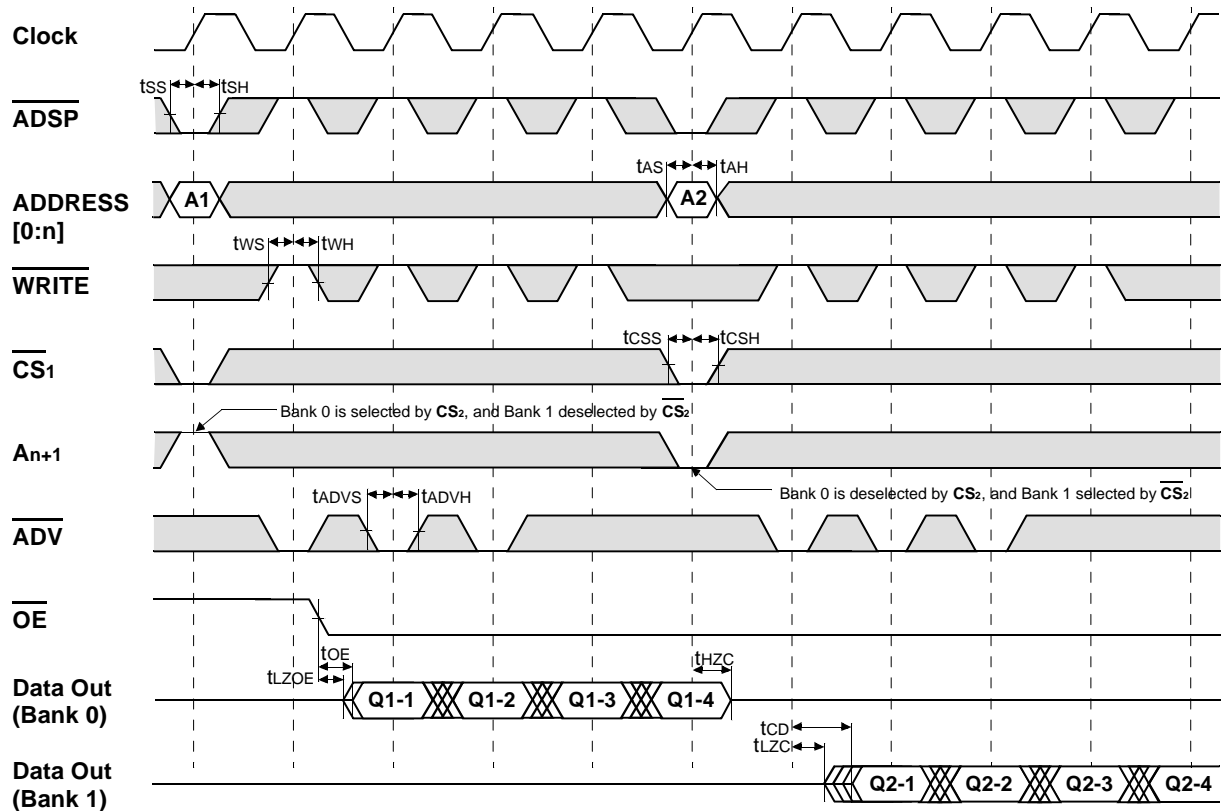 Clock
tSS tSH
ADSP
tAS tAH
ADDRESS
[0:n]
A1 A2
tWS tWH
WRITE
tCSS tCSH
CS1
Bank 0 is selected by CS2, and Bank 1 deselected by CS2
An+1
Bank 0 is deselected by CS2, and Bank 1 selected by CS2
tADVS tADVH
ADV
OE
tOE tHZC
tLZOE
Data Out
(Bank 0)
Q1-1 Q1-2 Q1-3 Q1-4
tCD
tLZC
Data Out
(Bank 1)
Q2-1 Q2-2 Q2-3 Q2-4